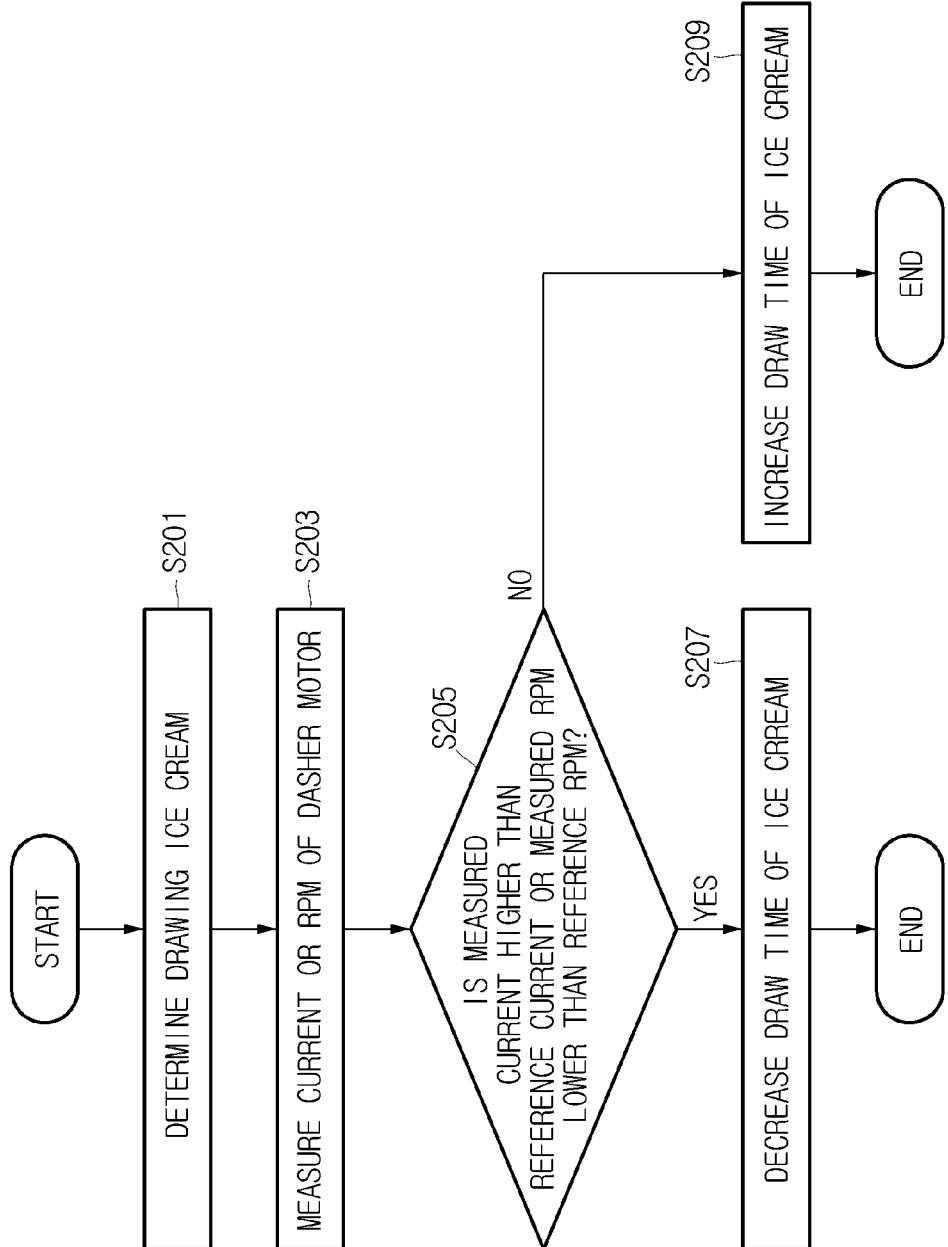 START
S201
DETERMINE DRAWING ICE CREAM
S203
MEASURE CURRENT OR RPM OF DASHER MOTOR
S205
IS MEASURED
CURRENT HIGHER THAN
REFERENCE CURRENT OR MEASURED RPM
LOWER THAN REFERENCE RPM?
NO
YES
S207
DECREASE DRAW TIME OF ICE CRREAM
END
S209
INCREASE DRAW TIME OF ICE CRREAM
END